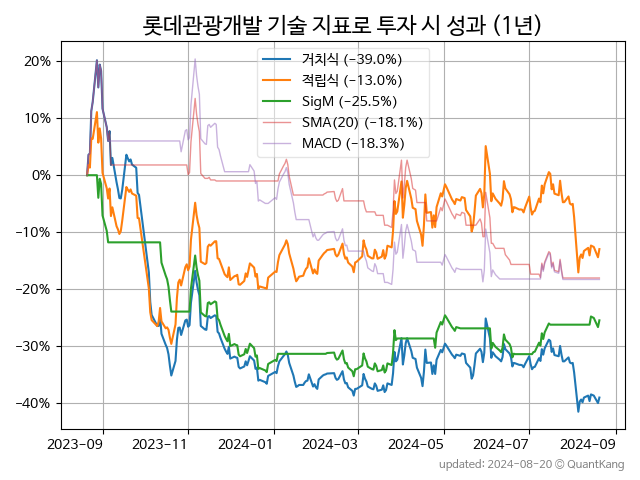 롯데관광개발 기술 지표로 투자 시 성과 (1년)
거치식 (-39.0%)
적립식 (-13.0%)
SigM (-25.5%)
SMA(20) (-18.1%)
MACD (-18.3%)
20%
10%
0%
-10%
-20%
-30%
-40%
2023-09
2023-11
2024-01
2024-03
2024-05
2024-07
2024-09
updated: 2024-08-20 © QuantKang